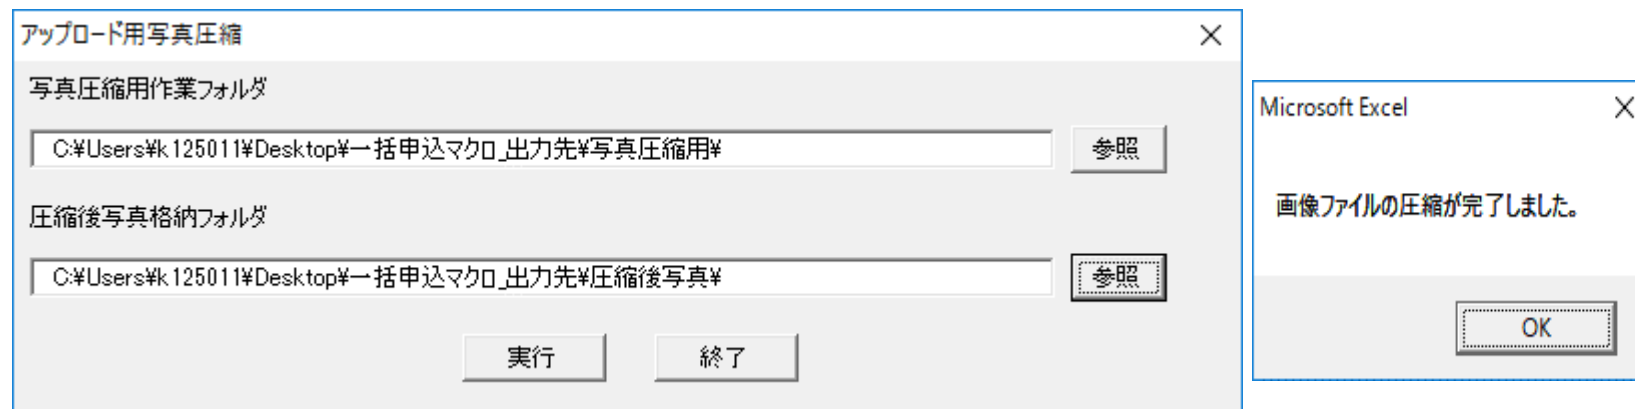 アップロード用写真圧縮
写真圧縮用作業フォルダ
C:¥Users¥k125011¥Desktop¥一括申込マクロ_出力先¥写真圧縮用¥
参照
圧縮後写真格納フォルダ
C:¥Users¥k125011¥Desktop¥一括申込マクロ_出力先¥圧縮後写真¥
参照
実行
終了
Microsoft Excel
画像ファイルの圧縮が完了しました。
OK